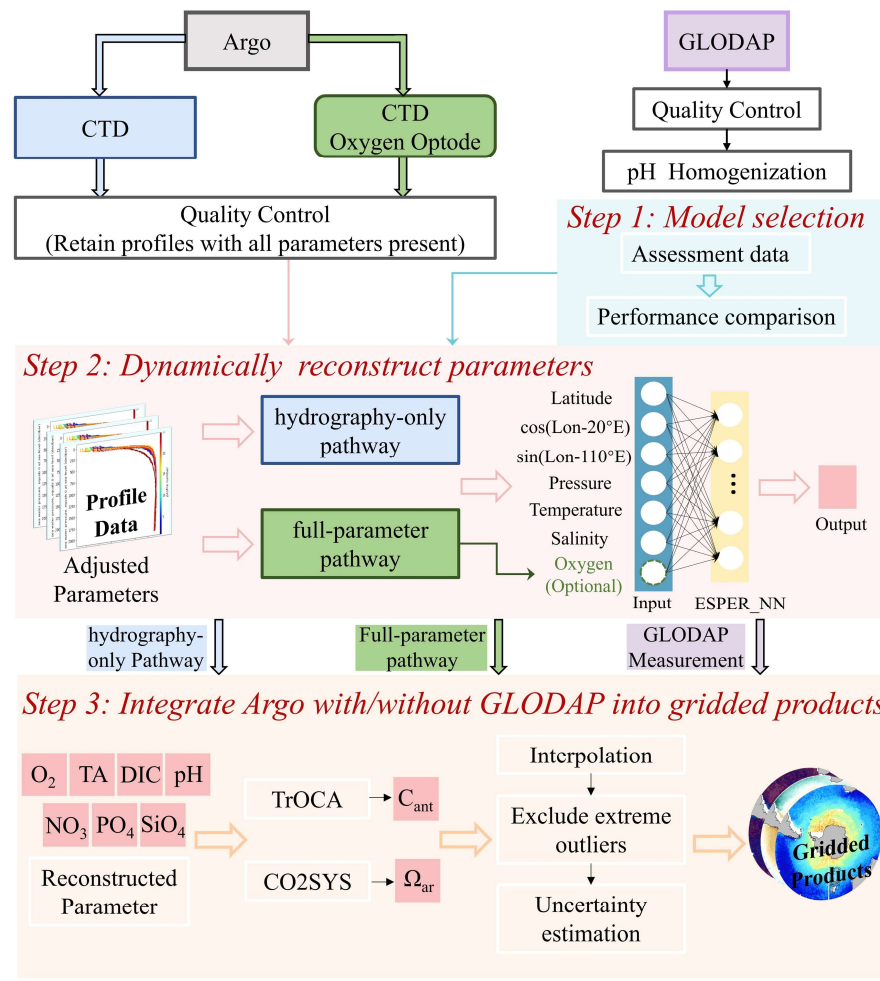 Argo
GLODAP
CTD
CTD
Oxygen Optode
Quality Control
pH Homogenization
Quality Control
(Retain profiles with all parameters present)
Step 1: Model selection
Assessment data
Performance comparison
Step 2: Dynamically reconstruct parameters
Profile
Data
Adjusted
Parameters
hydrography-only
pathway
full-parameter
pathway
Latitude
cos(Lon-20°E)
sin(Lon-110°E)
Pressure
Temperature
Salinity
Oxygen
(Optional)
Input
ESPER_NN
Output
hydrography-
only Pathway
Full-parameter
pathway
GLODAP
Measurement
Step 3: Integrate Argo with/without GLODAP into gridded products
O₂ TA DIC pH
NO₃ PO₄ SiO₄
Reconstructed
Parameter
TrOCA
C_ant
CO2SYS
Ω_ar
Interpolation
Exclude extreme
outliers
Uncertainty
estimation
Gridded
Products